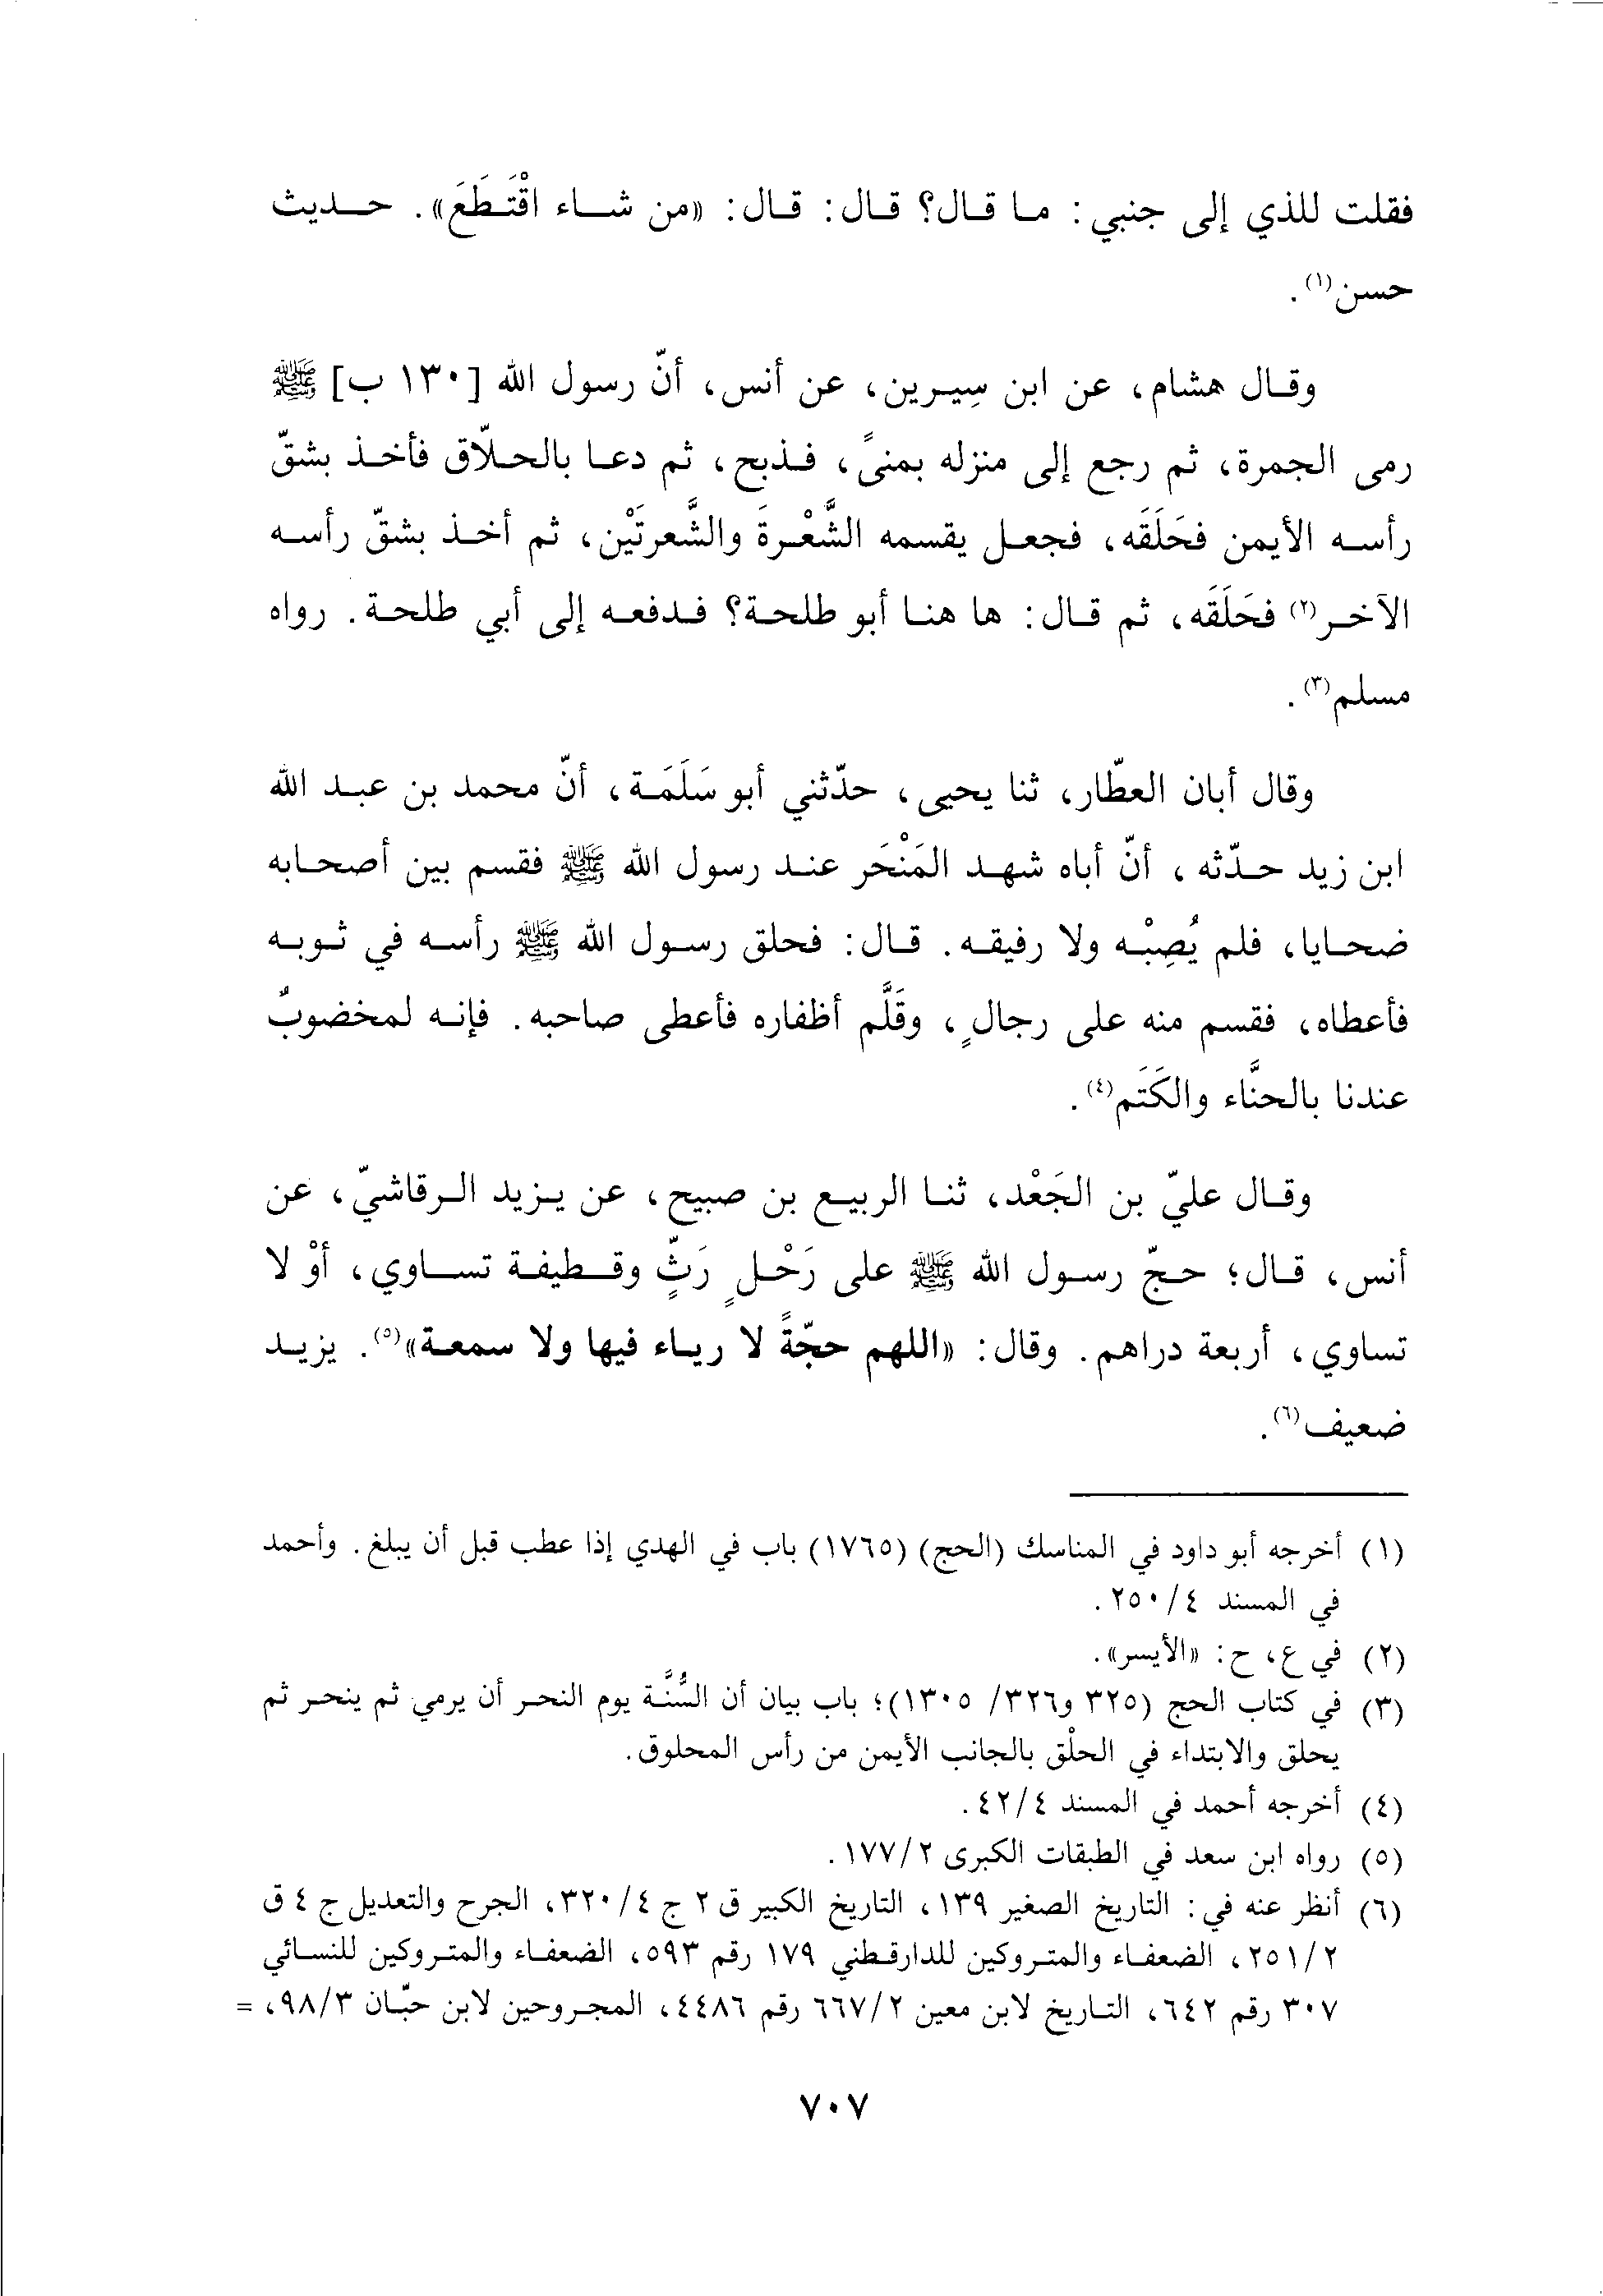 فقلت للذي إلى جنبي: ما قال؟ قال: قال: «من شاء اقْتَطَعَ». حديث
حسن(١).
وقال هشام، عن ابن سِيرين، عن أنس، أنّ رسول الله [١٣٠ ب] ﷺ
رمى الجمرة، ثم رجع إلى منزله بمنىً، فذبح، ثم دعا بالحلّاق فأخذ بشقّ
رأسه الأيمن فحَلَقَه، فجعل يقسمه الشَّعْرةَ والشَّعرتَيْن، ثم أخذ بشقّ رأسه
الآخر(٢) فحَلَقَه، ثم قال: ها هنا أبو طلحة؟ فدفعه إلى أبي طلحة. رواه
مسلم(٣).
وقال أبان العطّار، ثنا يحيى، حدّثني أبو سَلَمَة، أنّ محمد بن عبد الله
ابن زيد حدّثه، أنّ أباه شهد المَنْحَر عند رسول الله ﷺ فقسم بين أصحابه
ضحايا، فلم يُصِبْه ولا رفيقه. قال: فحلق رسول الله ﷺ رأسه في ثوبه
فأعطاه، فقسم منه على رجالٍ، وقَلَّم أظفاره فأعطى صاحبه. فإنه لمخضوبٌ
عندنا بالحنَّاء والكَتَم(٤).
وقال عليّ بن الجَعْد، ثنا الربيع بن صبيح، عن يزيد الرقاشيّ، عن
أنس، قال؛ حجّ رسول الله ﷺ على رَحْلٍ رَثٍّ وقطيفة تساوي، أوْ لا
تساوي، أربعة دراهم. وقال: «اللهم حجّةً لا رياء فيها ولا سمعة»(٥). يزيد
ضعيف(٦).
(١) أخرجه أبو داود في المناسك (الحج) (١٧٦٥) باب في الهدي إذا عطب قبل أن يبلغ. وأحمد
في المسند ٤/ ٢٥٠.
(٢) في ع، ح: «الأيسر».
(٣) في كتاب الحج (٣٢٥ و٣٢٦/ ١٣٠٥)؛ باب بيان أن السُّنَّة يوم النحر أن يرمي ثم ينحر ثم
يحلق والابتداء في الحلْق بالجانب الأيمن من رأس المحلوق.
(٤) أخرجه أحمد في المسند ٤/ ٤٢.
(٥) رواه ابن سعد في الطبقات الكبرى ٢/ ١٧٧.
(٦) أنظر عنه في: التاريخ الصغير ١٣٩، التاريخ الكبير ق ٢ ج ٤/ ٣٢٠، الجرح والتعديل ج ٤ ق
٢/ ٢٥١، الضعفاء والمتروكين للدارقطني ١٧٩ رقم ٥٩٣، الضعفاء والمتروكين للنسائي
٣٠٧ رقم ٦٤٢، التاريخ لابن معين ٢/ ٦٦٧ رقم ٤٤٨٦، المجروحين لابن حبّان ٣/ ٩٨، =
٧٠٧